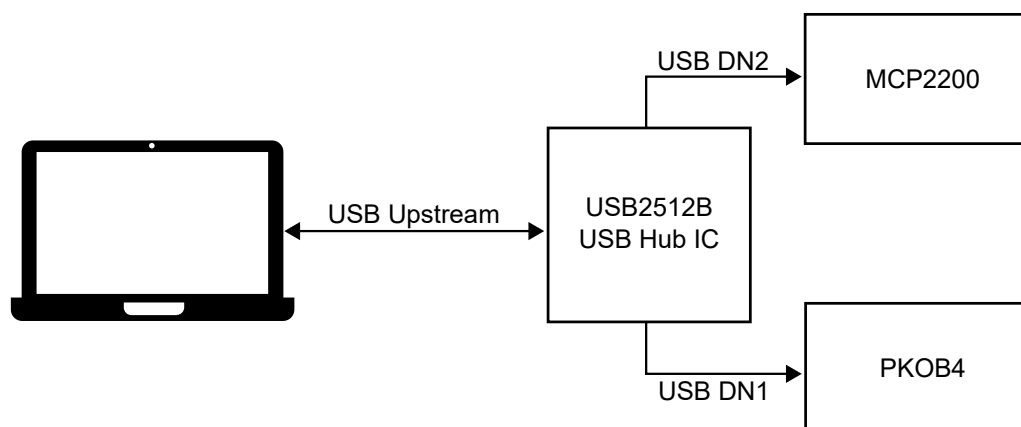 USB DN2
MCP2200
USB Upstream
USB2512B
USB Hub IC
USB DN1
PKOB4